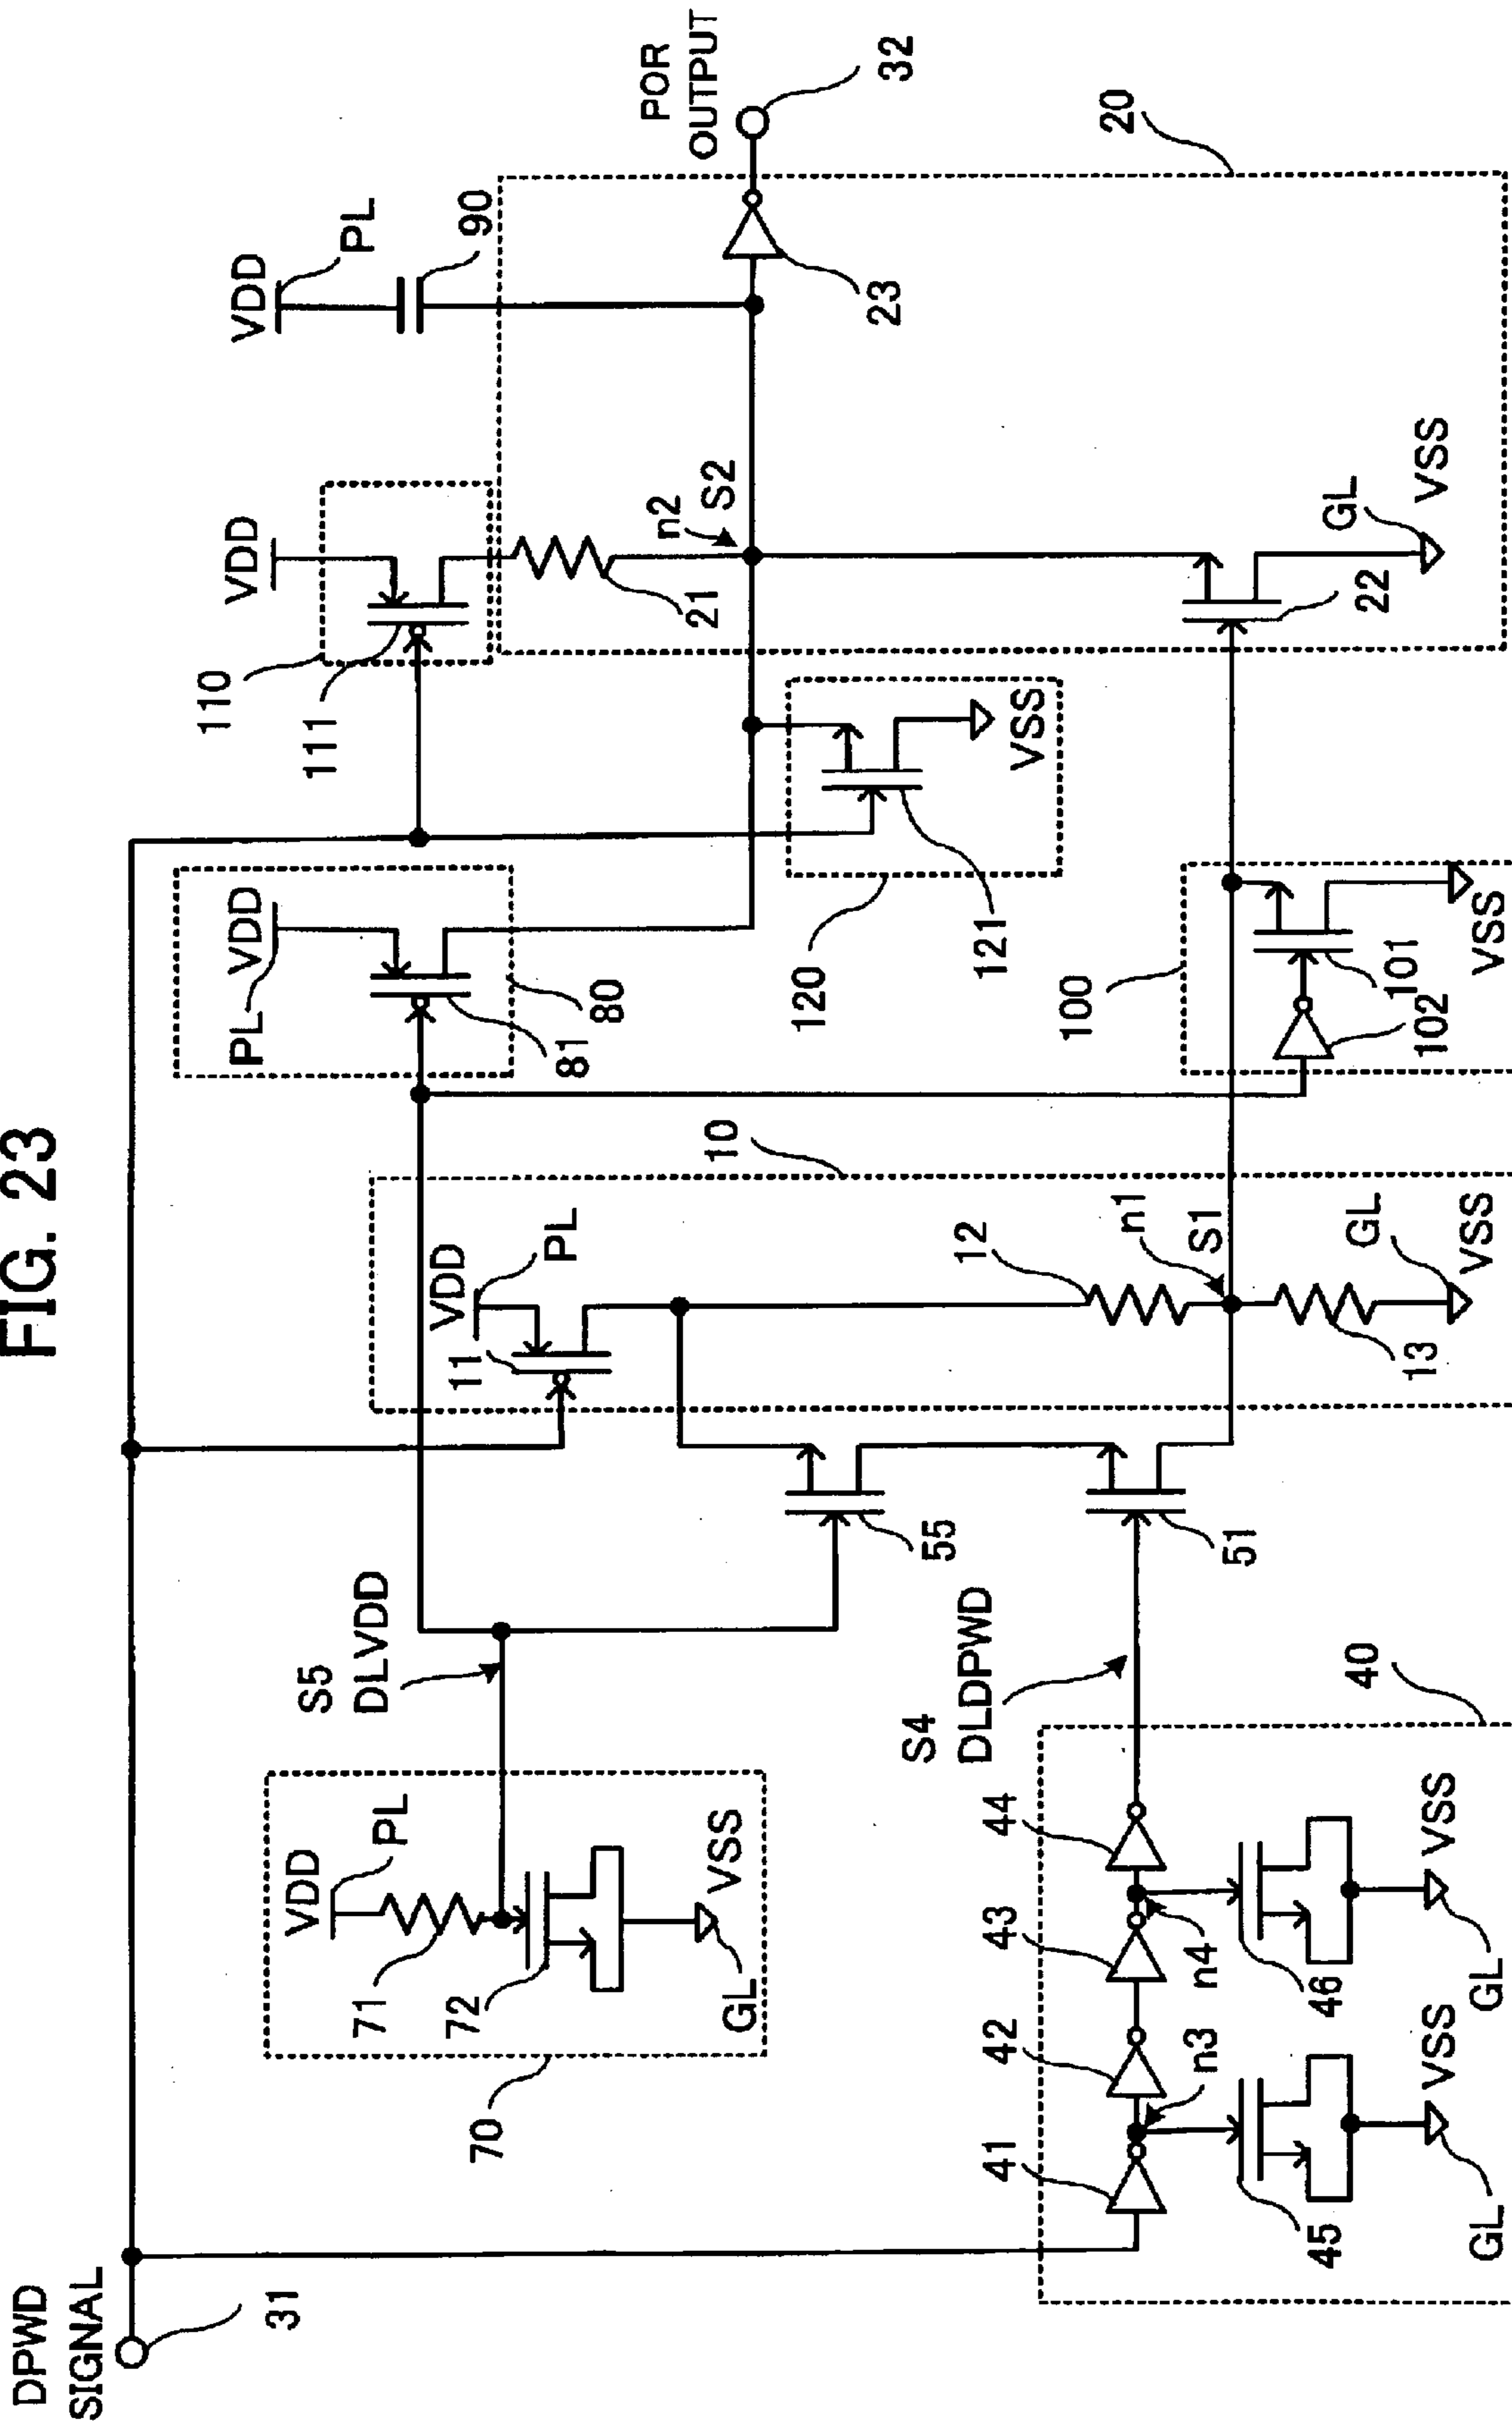 FIG. 23
DPWD
SIGNAL
31
VDD
PL
71
72
GL
VSS
70
S5
DLVDD
PL
VDD
80
81
110
111
VDD
VDD
PL
90
POR
OUTPUT
32
20
21
n2
S2
23
22
GL
VSS
120
121
VSS
100
101
102
VSS
10
VDD
PL
11
12
n1
S1
GL
VSS
13
55
51
S4
DLDPWD
40
41
42
43
44
n3
n4
45
46
GL
VSS
GL
VSS